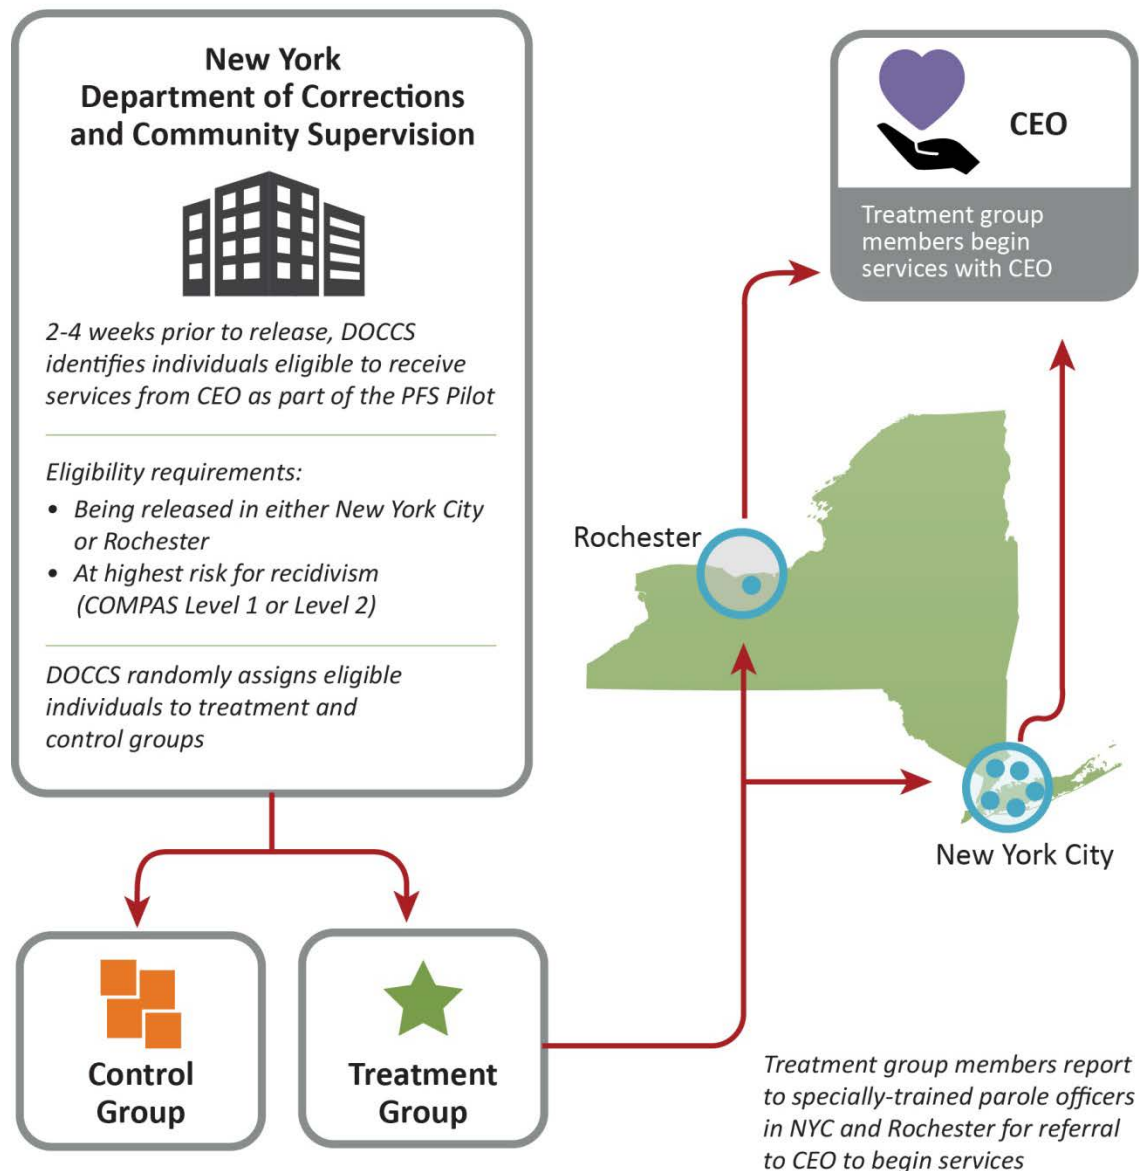 New York
Department of Corrections
and Community Supervision
2-4 weeks prior to release, DOCCS
identifies individuals eligible to receive
services from CEO as part of the PFS Pilot
Eligibility requirements:
• Being released in either New York City
or Rochester
• At highest risk for recidivism
(COMPAS Level 1 or Level 2)
DOCCS randomly assigns eligible
individuals to treatment and
control groups
Control
Group
Treatment
Group
CEO
Treatment group
members begin
services with CEO
Rochester
New York City
Treatment group members report
to specially-trained parole officers
in NYC and Rochester for referral
to CEO to begin services